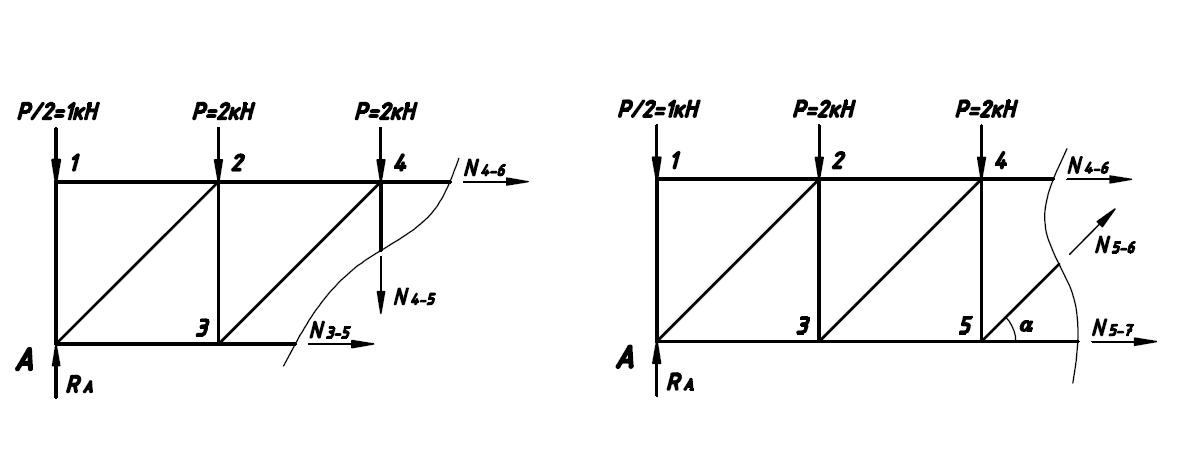 P/2=1кН P=2кН P=2кН
1 2 4 N4-6
N4-5
3 N3-5
A
RA
P/2=1кН P=2кН P=2кН
1 2 4 N4-6
N5-6
3 5 α N5-7
A
RA